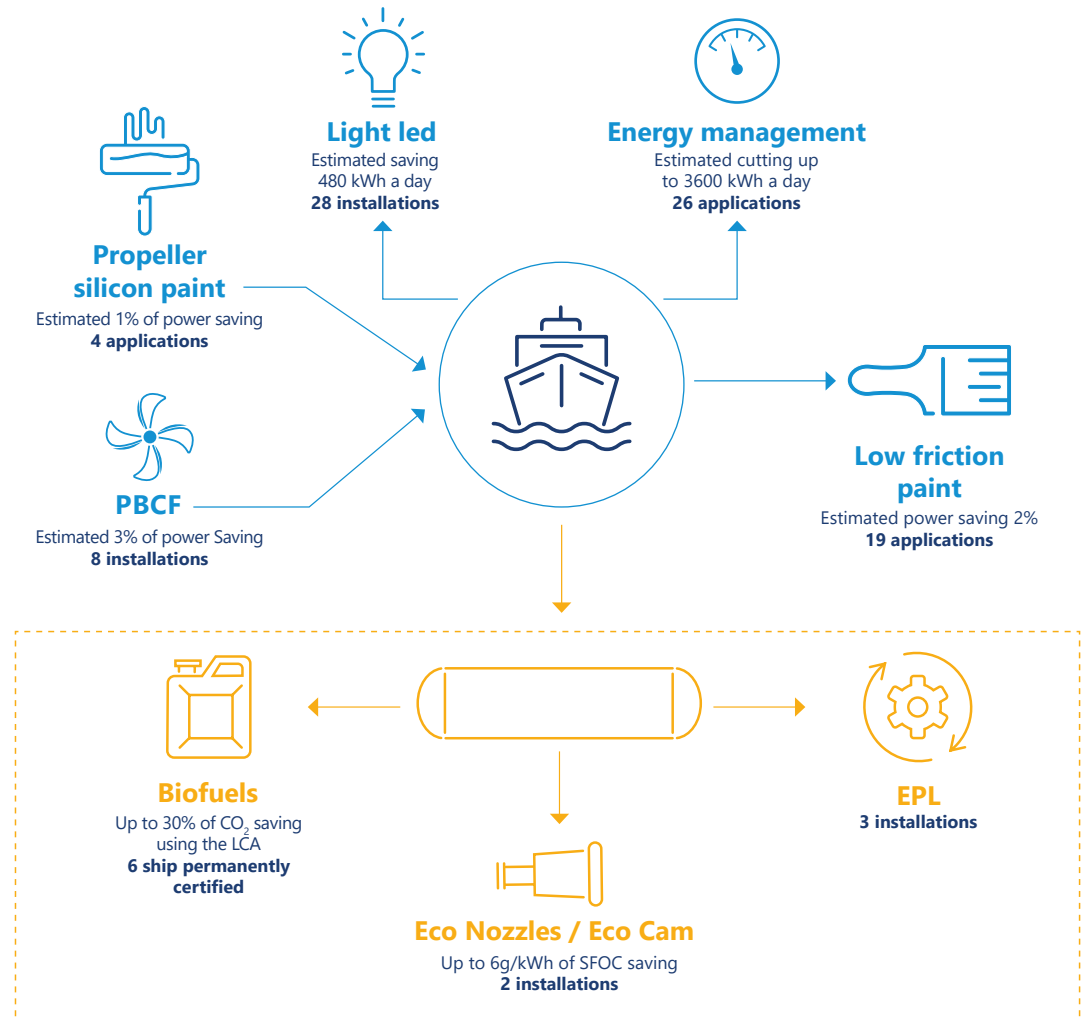 Light led
Estimated saving
480 kWh a day
28 installations
Energy management
Estimated cutting up
to 3600 kWh a day
26 applications
Propeller
silicon paint
Estimated 1% of power saving
4 applications
PBCF
Estimated 3% of power Saving
8 installations
Low friction
paint
Estimated power saving 2%
19 applications
Biofuels
Up to 30% of CO₂ saving
using the LCA
6 ship permanently
certified
EPL
3 installations
Eco Nozzles / Eco Cam
Up to 6g/kWh of SFOC saving
2 installations